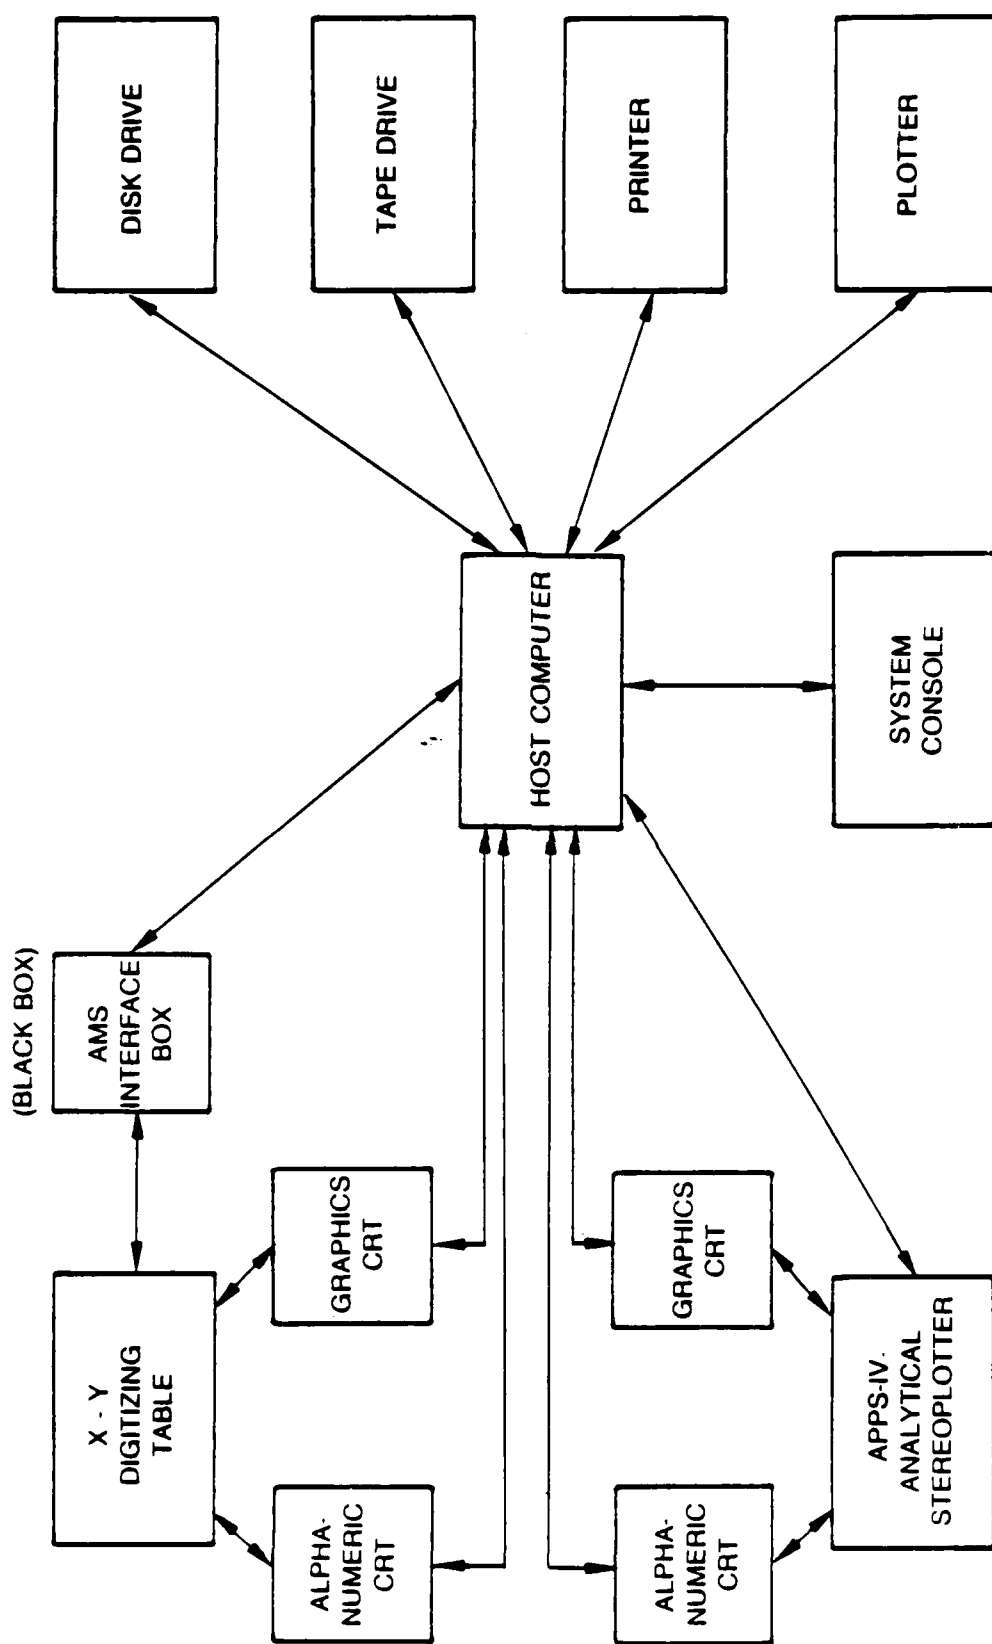 (BLACK BOX)
X - Y
DIGITIZING
TABLE
AMS
INTERFACE
BOX
DISK DRIVE
ALPHA-
NUMERIC
CRT
GRAPHICS
CRT
TAPE DRIVE
HOST COMPUTER
ALPHA-
NUMERIC
CRT
GRAPHICS
CRT
PRINTER
APPS-IV-
ANALYTICAL
STEREOPLOTTER
SYSTEM
CONSOLE
PLOTTER